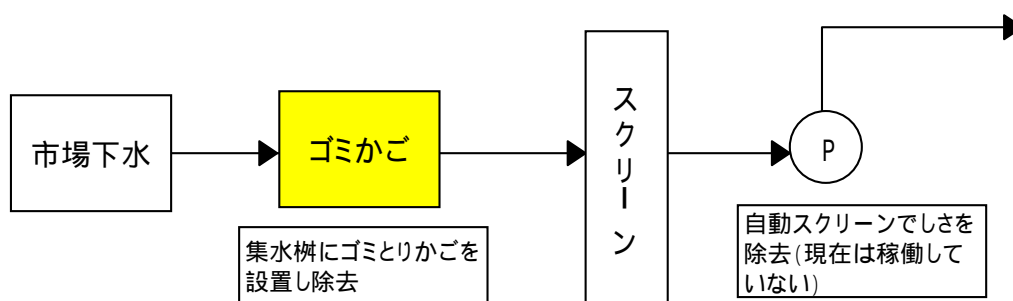 市場下水
ゴミかご
スクリーン
P
集水桝にゴミとりかごを
設置し除去
自動スクリーンでしさを
除去(現在は稼働して
いない)